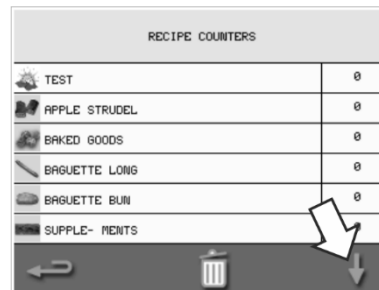 RECIPE COUNTERS
TEST 0
APPLE STRUDEL 0
BAKED GOODS 0
BAGUETTE LONG 0
BAGUETTE BUN 0
SUPPLE- MENTS